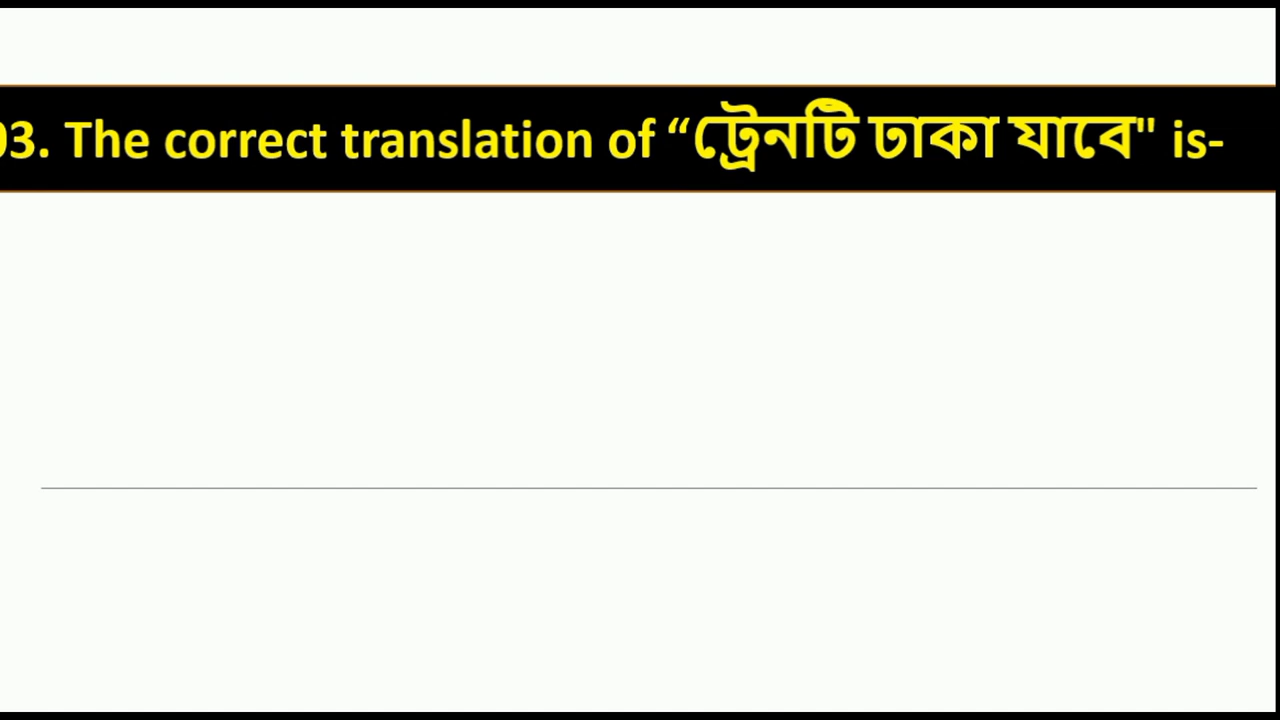 03. The correct translation of “ট্রেনটি ঢাকা যাবে" is-